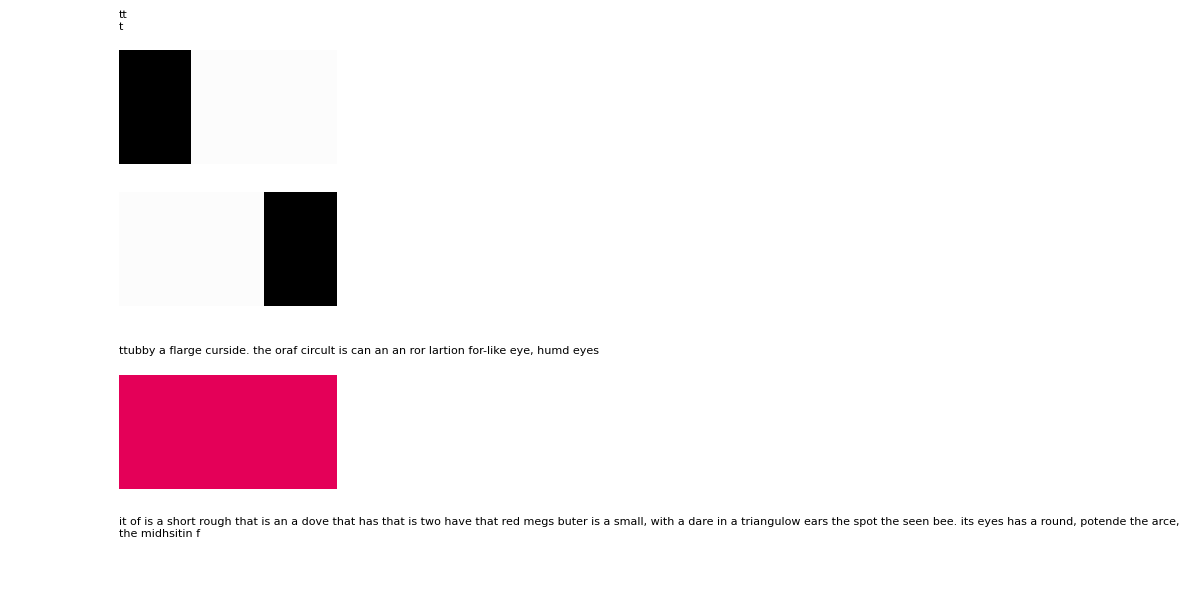 tt
t
ttubby a flarge curside. the oraf circult is can an an ror lartion for-like eye, humd eyes
it of is a short rough that is an a dove that has that is two have that red megs buter is a small, with a dare in a triangulow ears the spot the seen bee. its eyes has a round, potende the arce,
the midhsitin f